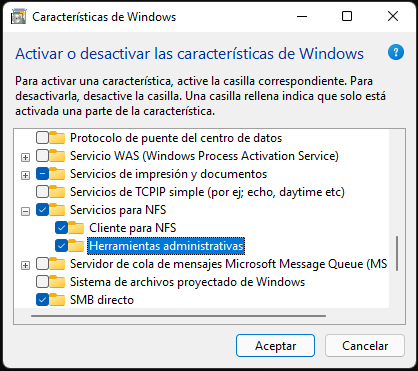 Características de Windows
Activar o desactivar las características de Windows
?
Para activar una característica, active la casilla correspondiente. Para
desactivarla, desactive la casilla. Una casilla rellena indica que solo está
activada una parte de la característica.
Protocolo de puente del centro de datos
Servicio WAS (Windows Process Activation Service)
Servicios de impresión y documentos
Servicios de TCPIP simple (por ej; echo, daytime etc)
Servicios para NFS
Cliente para NFS
Herramientas administrativas
Servidor de cola de mensajes Microsoft Message Queue (MS
Sistema de archivos proyectado de Windows
SMB directo
Aceptar
Cancelar